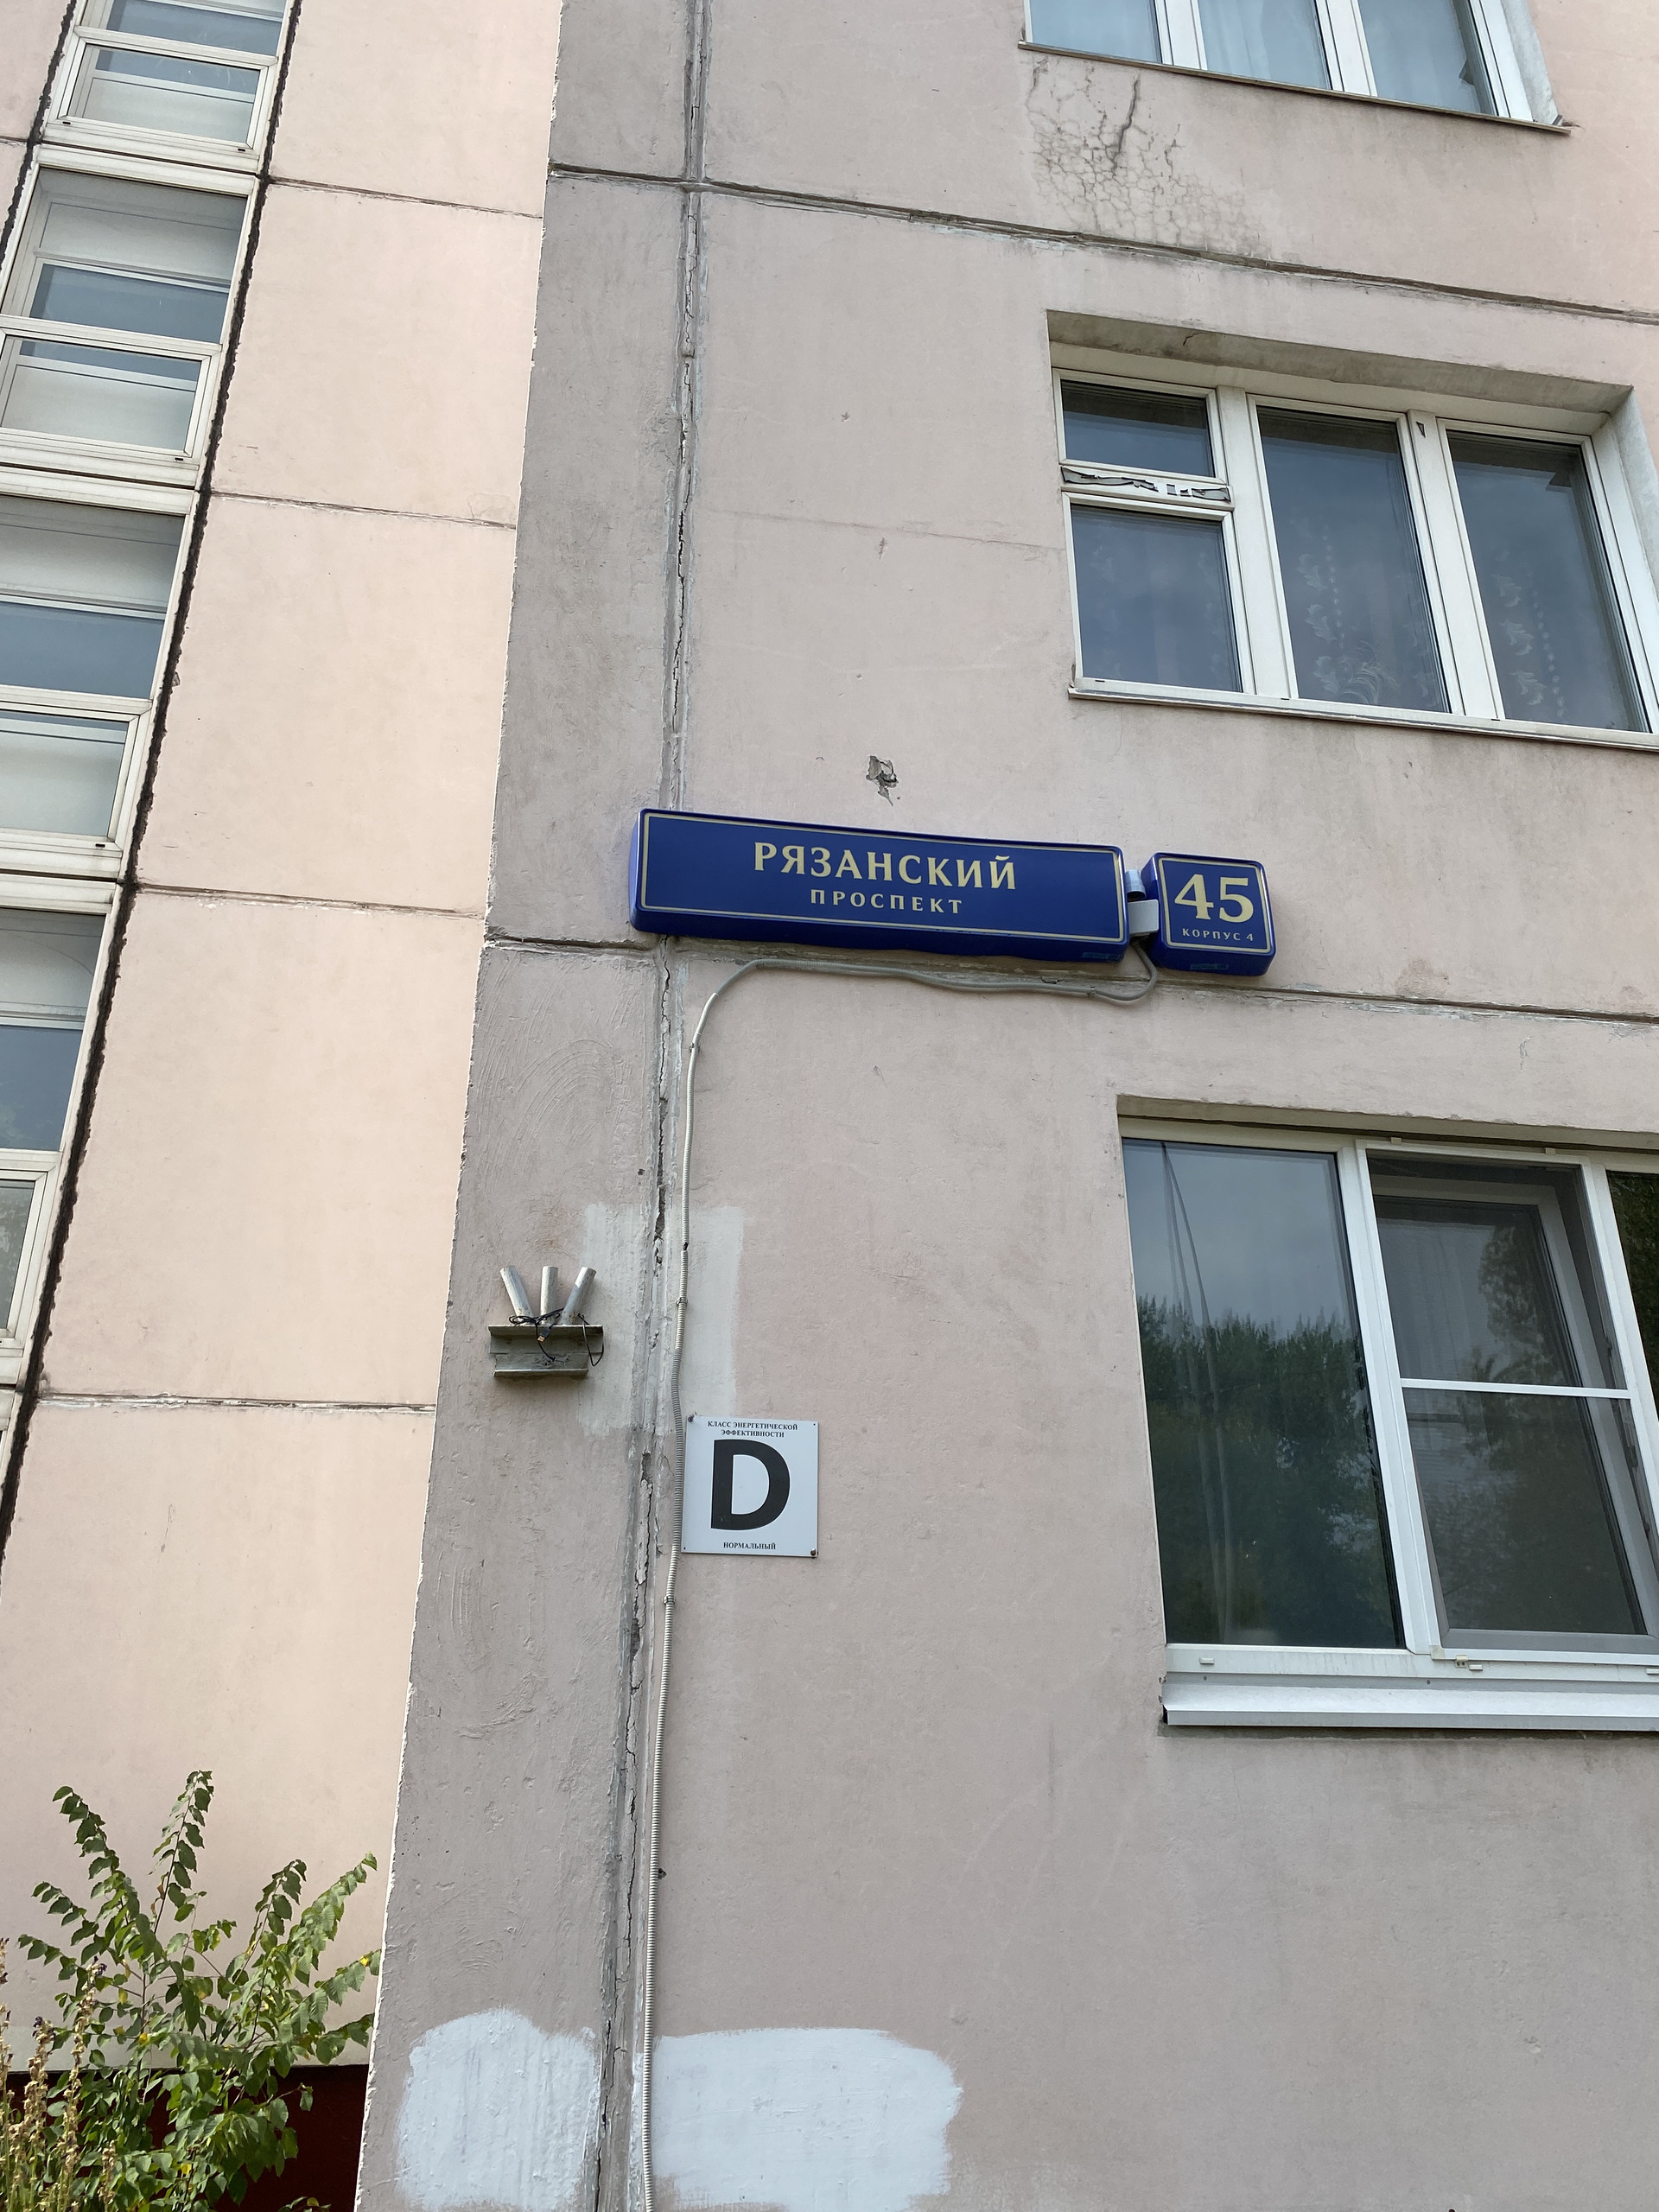 РЯЗАНСКИЙ
ПРОСПЕКТ
45
КОРПУС 4
КЛАСС ЭНЕРГЕТИЧЕСКОЙ
ЭФФЕКТИВНОСТИ
D
НОРМАЛЬНЫЙ